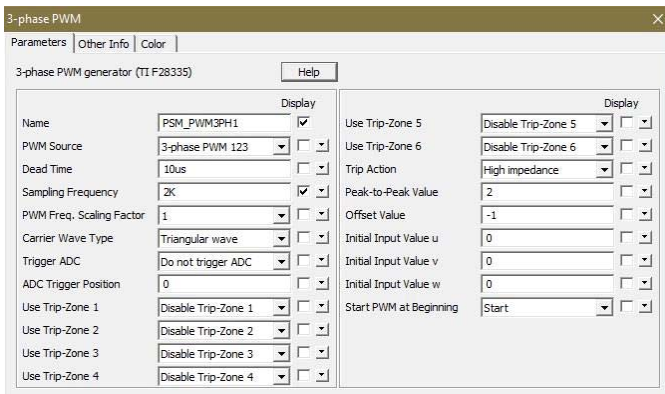 3-phase PWM
Parameters Other Info Color
3-phase PWM generator (TI F28335) Help
Display
Name PSM_PWM3PH1
PWM Source 3-phase PWM 123
Dead Time 10us
Sampling Frequency 2K
PWM Freq. Scaling Factor 1
Carrier Wave Type Triangular wave
Trigger ADC Do not trigger ADC
ADC Trigger Position 0
Use Trip-Zone 1 Disable Trip-Zone 1
Use Trip-Zone 2 Disable Trip-Zone 2
Use Trip-Zone 3 Disable Trip-Zone 3
Use Trip-Zone 4 Disable Trip-Zone 4
Display
Use Trip-Zone 5 Disable Trip-Zone 5
Use Trip-Zone 6 Disable Trip-Zone 6
Trip Action High impedance
Peak-to-Peak Value 2
Offset Value -1
Initial Input Value u 0
Initial Input Value v 0
Initial Input Value w 0
Start PWM at Beginning Start